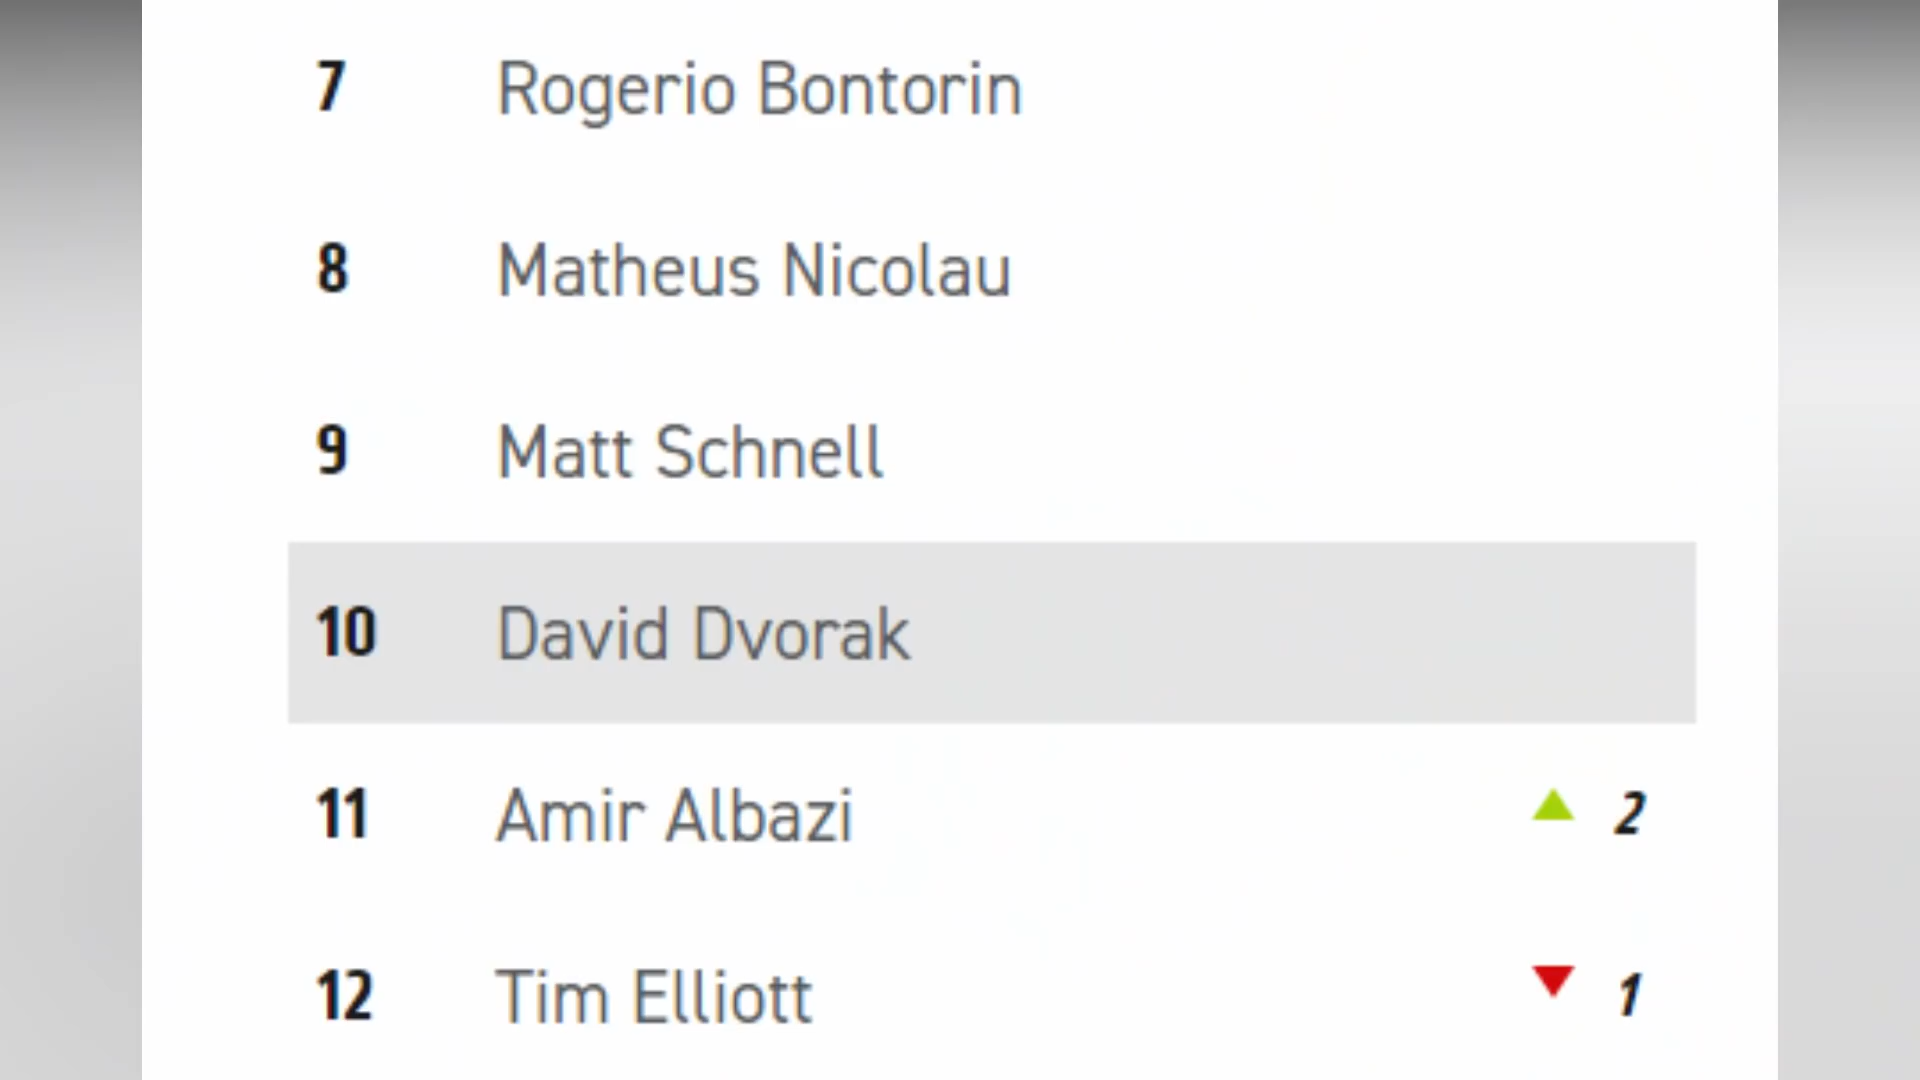 7 Rogerio Bontorin
8 Matheus Nicolau
9 Matt Schnell
10 David Dvorak
11 Amir Albazi 2
12 Tim Elliott 1